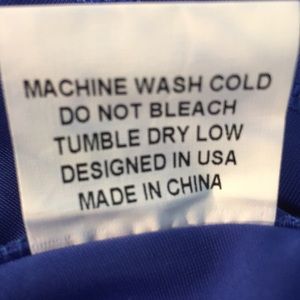 MACHINE WASH COLD
DO NOT BLEACH
TUMBLE DRY LOW
DESIGNED IN USA
MADE IN CHINA